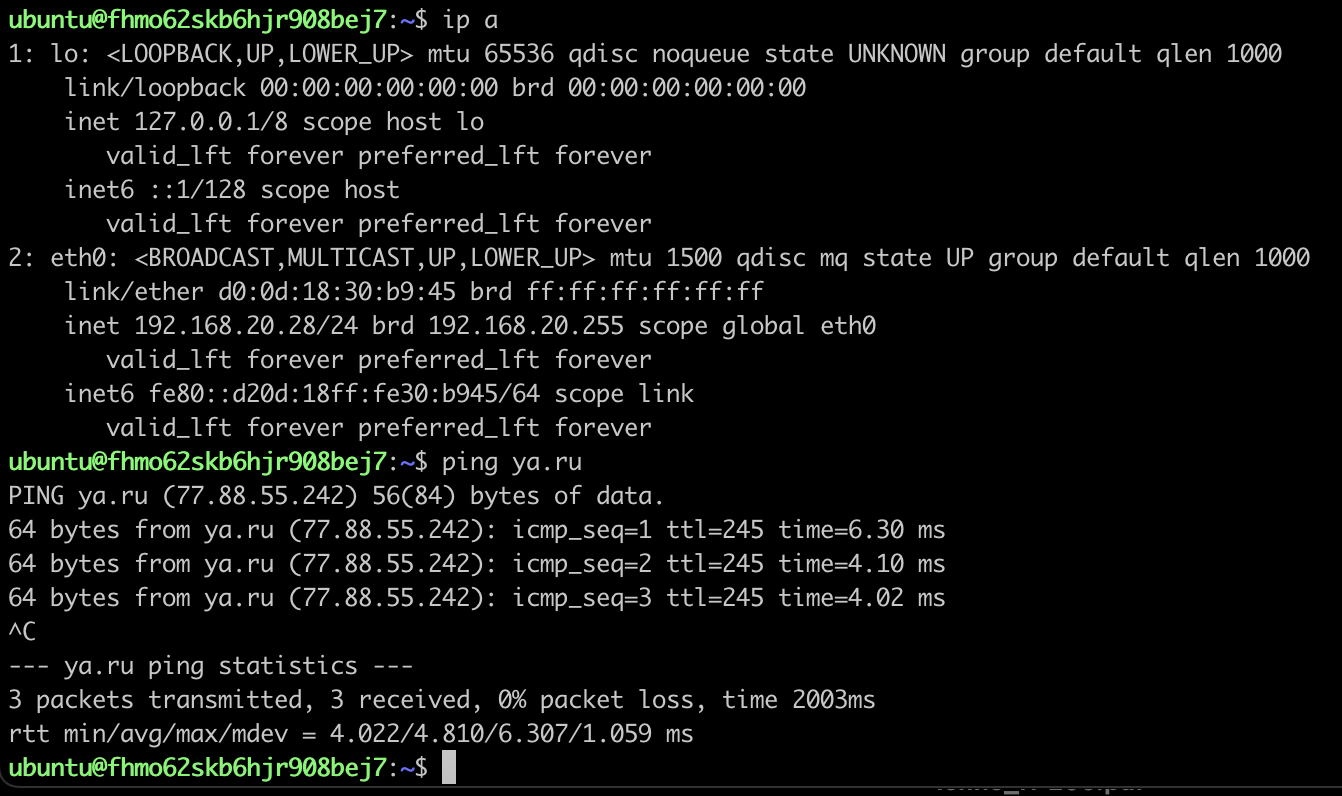 ubuntu@fhmo62skb6hjr908bej7:~$ ip a
1: lo: <LOOPBACK,UP,LOWER_UP> mtu 65536 qdisc noqueue state UNKNOWN group default qlen 1000
    link/loopback 00:00:00:00:00:00 brd 00:00:00:00:00:00
    inet 127.0.0.1/8 scope host lo
       valid_lft forever preferred_lft forever
    inet6 ::1/128 scope host
       valid_lft forever preferred_lft forever
2: eth0: <BROADCAST,MULTICAST,UP,LOWER_UP> mtu 1500 qdisc mq state UP group default qlen 1000
    link/ether d0:0d:18:30:b9:45 brd ff:ff:ff:ff:ff:ff
    inet 192.168.20.28/24 brd 192.168.20.255 scope global eth0
       valid_lft forever preferred_lft forever
    inet6 fe80::d20d:18ff:fe30:b945/64 scope link
       valid_lft forever preferred_lft forever
ubuntu@fhmo62skb6hjr908bej7:~$ ping ya.ru
PING ya.ru (77.88.55.242) 56(84) bytes of data.
64 bytes from ya.ru (77.88.55.242): icmp_seq=1 ttl=245 time=6.30 ms
64 bytes from ya.ru (77.88.55.242): icmp_seq=2 ttl=245 time=4.10 ms
64 bytes from ya.ru (77.88.55.242): icmp_seq=3 ttl=245 time=4.02 ms
^C
--- ya.ru ping statistics ---
3 packets transmitted, 3 received, 0% packet loss, time 2003ms
rtt min/avg/max/mdev = 4.022/4.810/6.307/1.059 ms
ubuntu@fhmo62skb6hjr908bej7:~$